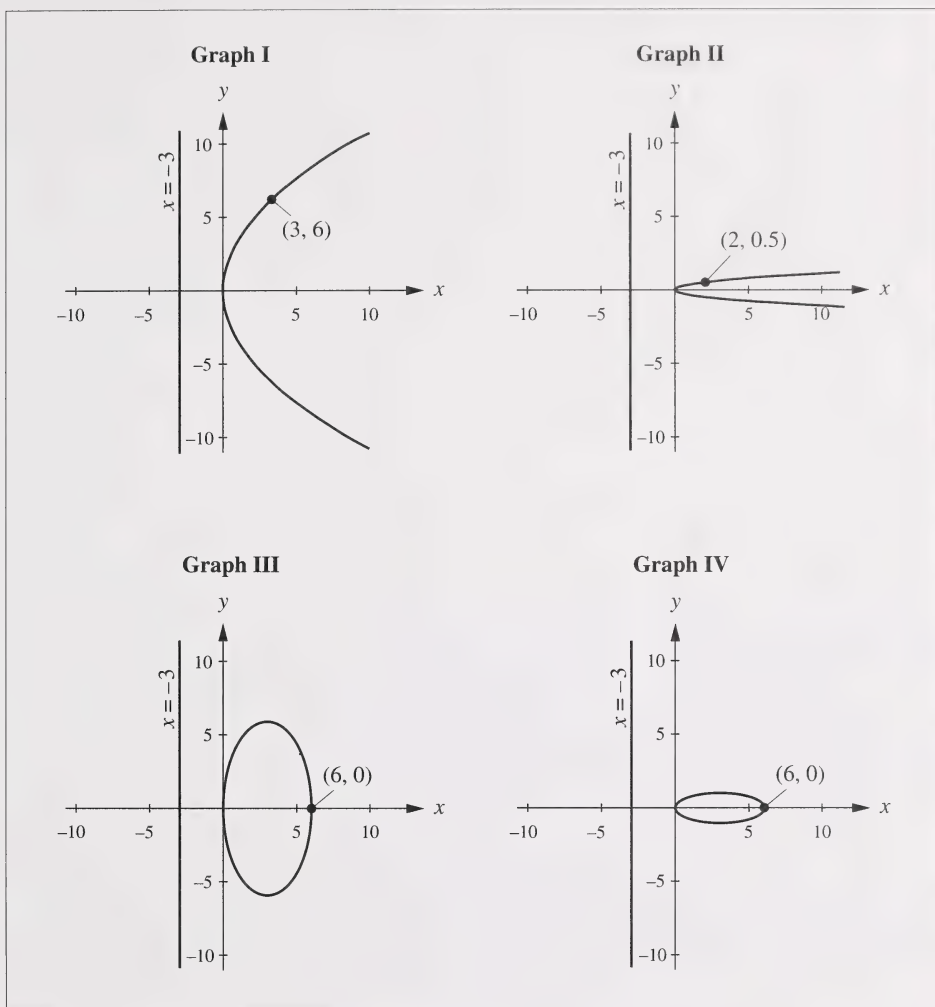 Graph I
y
x = –3
10
5
(3, 6)
x
–10
–5
5
10
–5
–10
Graph II
y
x = –3
10
5
(2, 0.5)
x
–10
–5
5
10
–5
–10
Graph III
y
x = –3
10
5
(6, 0)
x
–10
–5
5
10
–5
–10
Graph IV
y
x = –3
10
5
(6, 0)
x
–10
–5
5
10
–5
–10